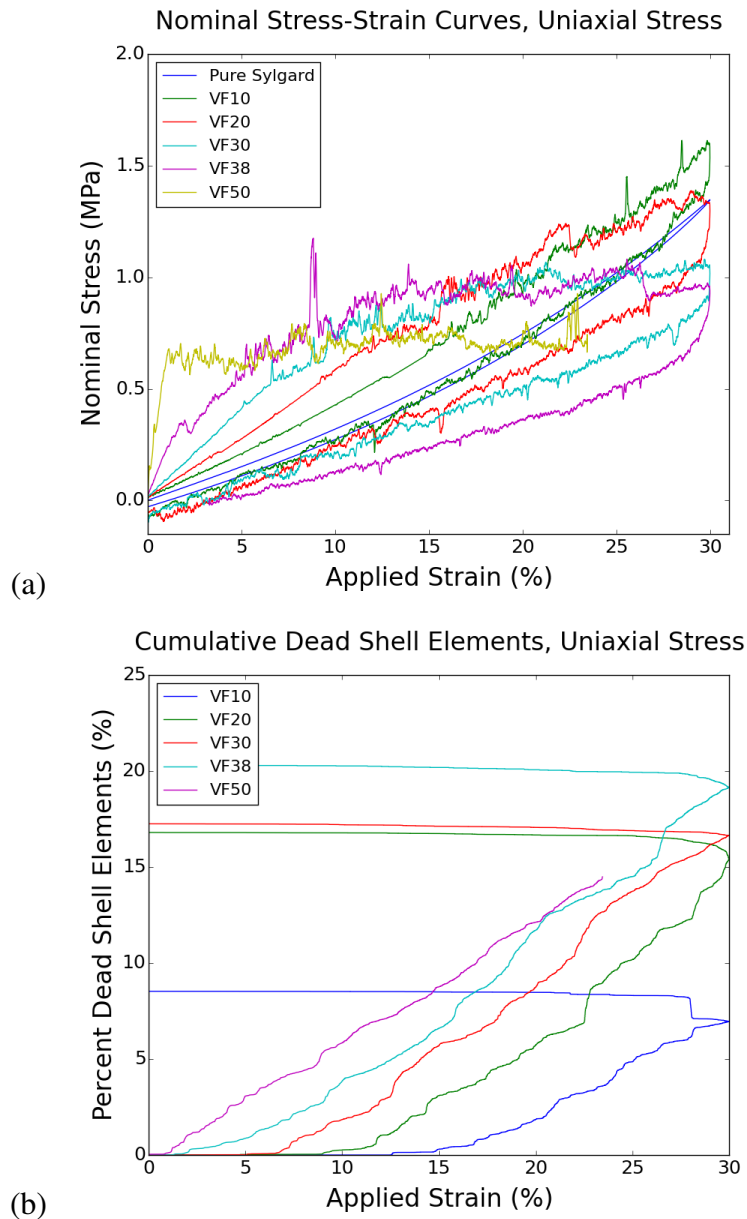 Nominal Stress-Strain Curves, Uniaxial Stress
2.0
1.5
1.0
0.5
0.0
Nominal Stress (MPa)
Pure Sylgard
VF10
VF20
VF30
VF38
VF50
0 5 10 15 20 25 30
Applied Strain (%)
(a)
Cumulative Dead Shell Elements, Uniaxial Stress
25
20
15
10
5
0
Percent Dead Shell Elements (%)
VF10
VF20
VF30
VF38
VF50
0 5 10 15 20 25 30
Applied Strain (%)
(b)